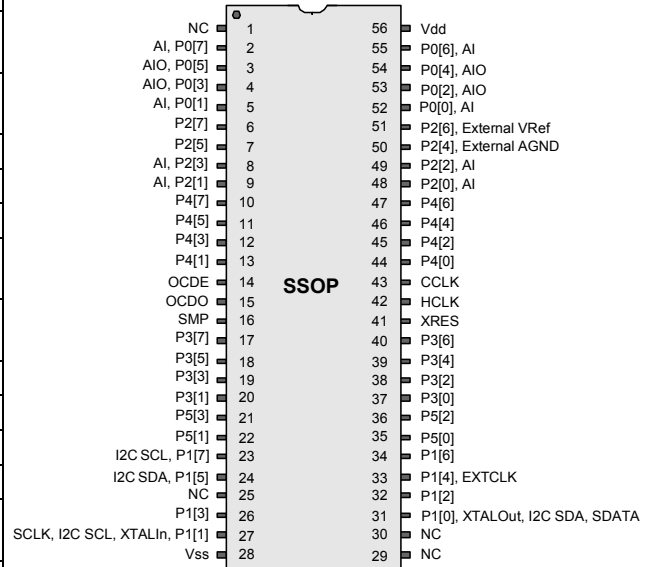 NC 1 56 Vdd
AI, P0[7] 2 55 P0[6], AI
AIO, P0[5] 3 54 P0[4], AIO
AIO, P0[3] 4 53 P0[2], AIO
AI, P0[1] 5 52 P0[0], AI
P2[7] 6 51 P2[6], External VRef
P2[5] 7 50 P2[4], External AGND
AI, P2[3] 8 49 P2[2], AI
AI, P2[1] 9 48 P2[0], AI
P4[7] 10 47 P4[6]
P4[5] 11 46 P4[4]
P4[3] 12 45 P4[2]
P4[1] 13 44 P4[0]
OCDE 14 SSOP 43 CCLK
OCDO 15 42 HCLK
SMP 16 41 XRES
P3[7] 17 40 P3[6]
P3[5] 18 39 P3[4]
P3[3] 19 38 P3[2]
P3[1] 20 37 P3[0]
P5[3] 21 36 P5[2]
P5[1] 22 35 P5[0]
I2C SCL, P1[7] 23 34 P1[6]
I2C SDA, P1[5] 24 33 P1[4], EXTCLK
NC 25 32 P1[2]
P1[3] 26 31 P1[0], XTALOut, I2C SDA, SDATA
SCLK, I2C SCL, XTALIn, P1[1] 27 30 NC
Vss 28 29 NC